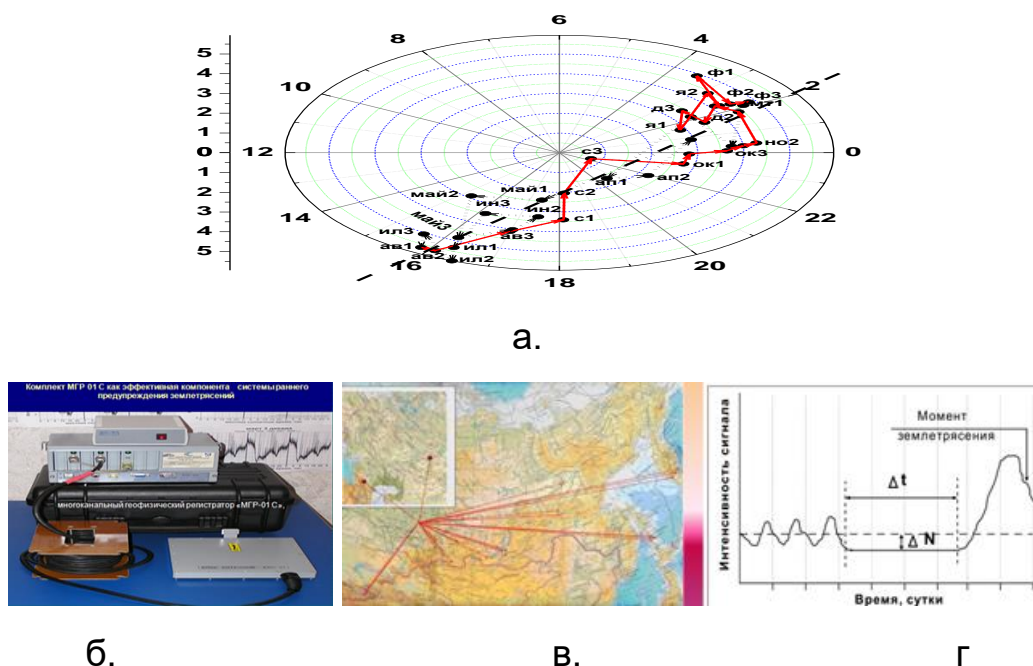 6
8
4
5
4
3
2
1
0
1
2
3
4
5
10
2
12
0
14
22
16
20
18
ф1
я2
ф2
ф3
мт1
д3
д2
я1
но2
ок3
ок1
с3
ап1
ап2
май2
май1
с2
ин3
ин2
с1
май3
ил3
ав3
ав1
ил1
ав2
ил2
а.
Комплект МГР 01 С как эффективная компонента системыраннего
предупреждения землетрясений
многоканальный геофизический регистратор «МГР-01 С»,
Интенсивность сигнала
Момент
землетрясения
Δt
Δ N
Время, сутки
б.
в.
г